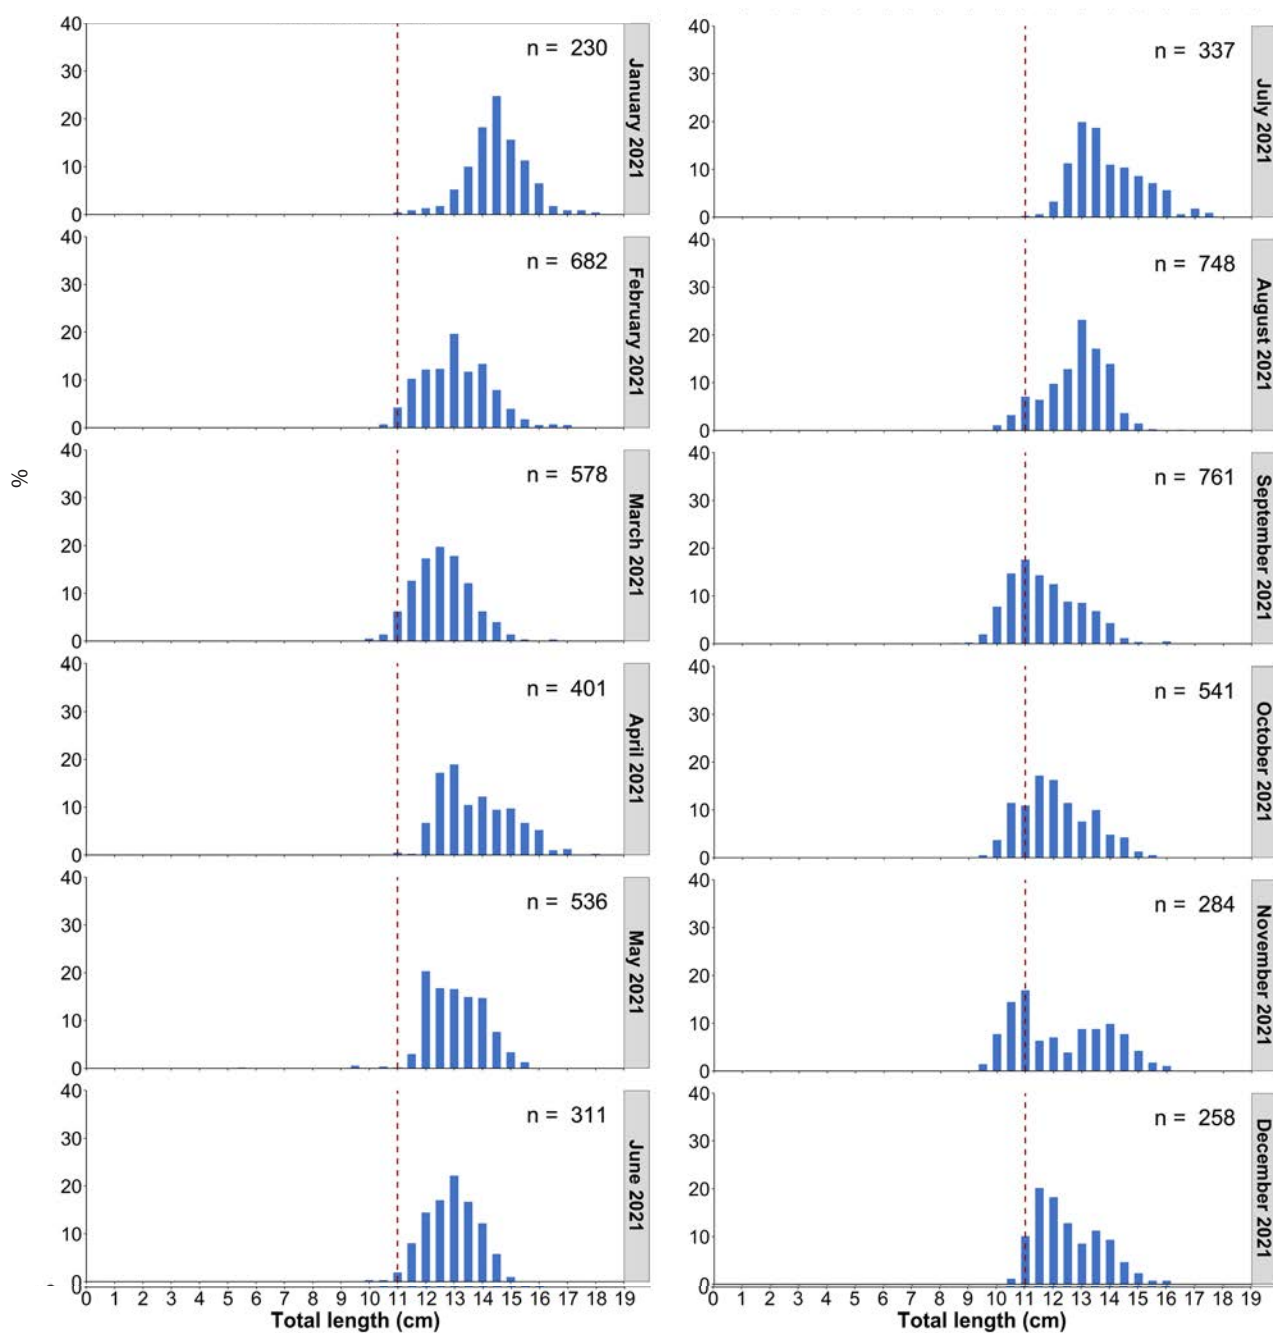 40
30
20
10
0
n = 230
January 2021
40
30
20
10
0
n = 682
February 2021
40
30
20
10
0
n = 578
March 2021
40
30
20
10
0
n = 401
April 2021
40
30
20
10
0
n = 536
May 2021
40
30
20
10
0
n = 311
June 2021
0 1 2 3 4 5 6 7 8 9 10 11 12 13 14 15 16 17 18 19
Total length (cm)
%
40
30
20
10
0
n = 337
July 2021
40
30
20
10
0
n = 748
August 2021
40
30
20
10
0
n = 761
September 2021
40
30
20
10
0
n = 541
October 2021
40
30
20
10
0
n = 284
November 2021
40
30
20
10
0
n = 258
December 2021
0 1 2 3 4 5 6 7 8 9 10 11 12 13 14 15 16 17 18 19
Total length (cm)